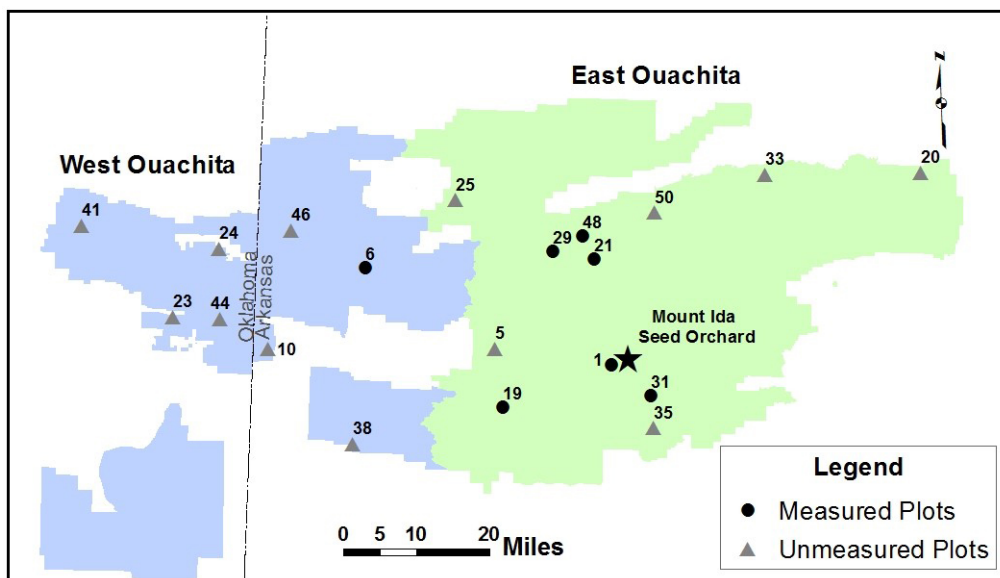 East Ouachita
N
West Ouachita
33
20
25
41
50
46
48
24
29
21
6
Oklahoma
Arkansas
23
44
Mount Ida
Seed Orchard
5
10
1
31
19
35
38
Legend
Measured Plots
Unmeasured Plots
0 5 10 20
Miles